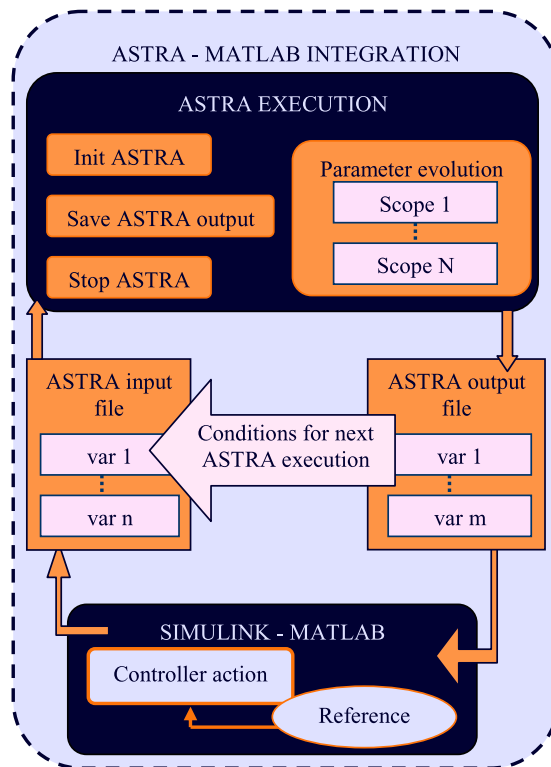 ASTRA - MATLAB INTEGRATION
ASTRA EXECUTION
Init ASTRA
Save ASTRA output
Stop ASTRA
Parameter evolution
Scope 1
Scope N
ASTRA input
file
var 1
var n
Conditions for next
ASTRA execution
ASTRA output
file
var 1
var m
SIMULINK - MATLAB
Controller action
Reference